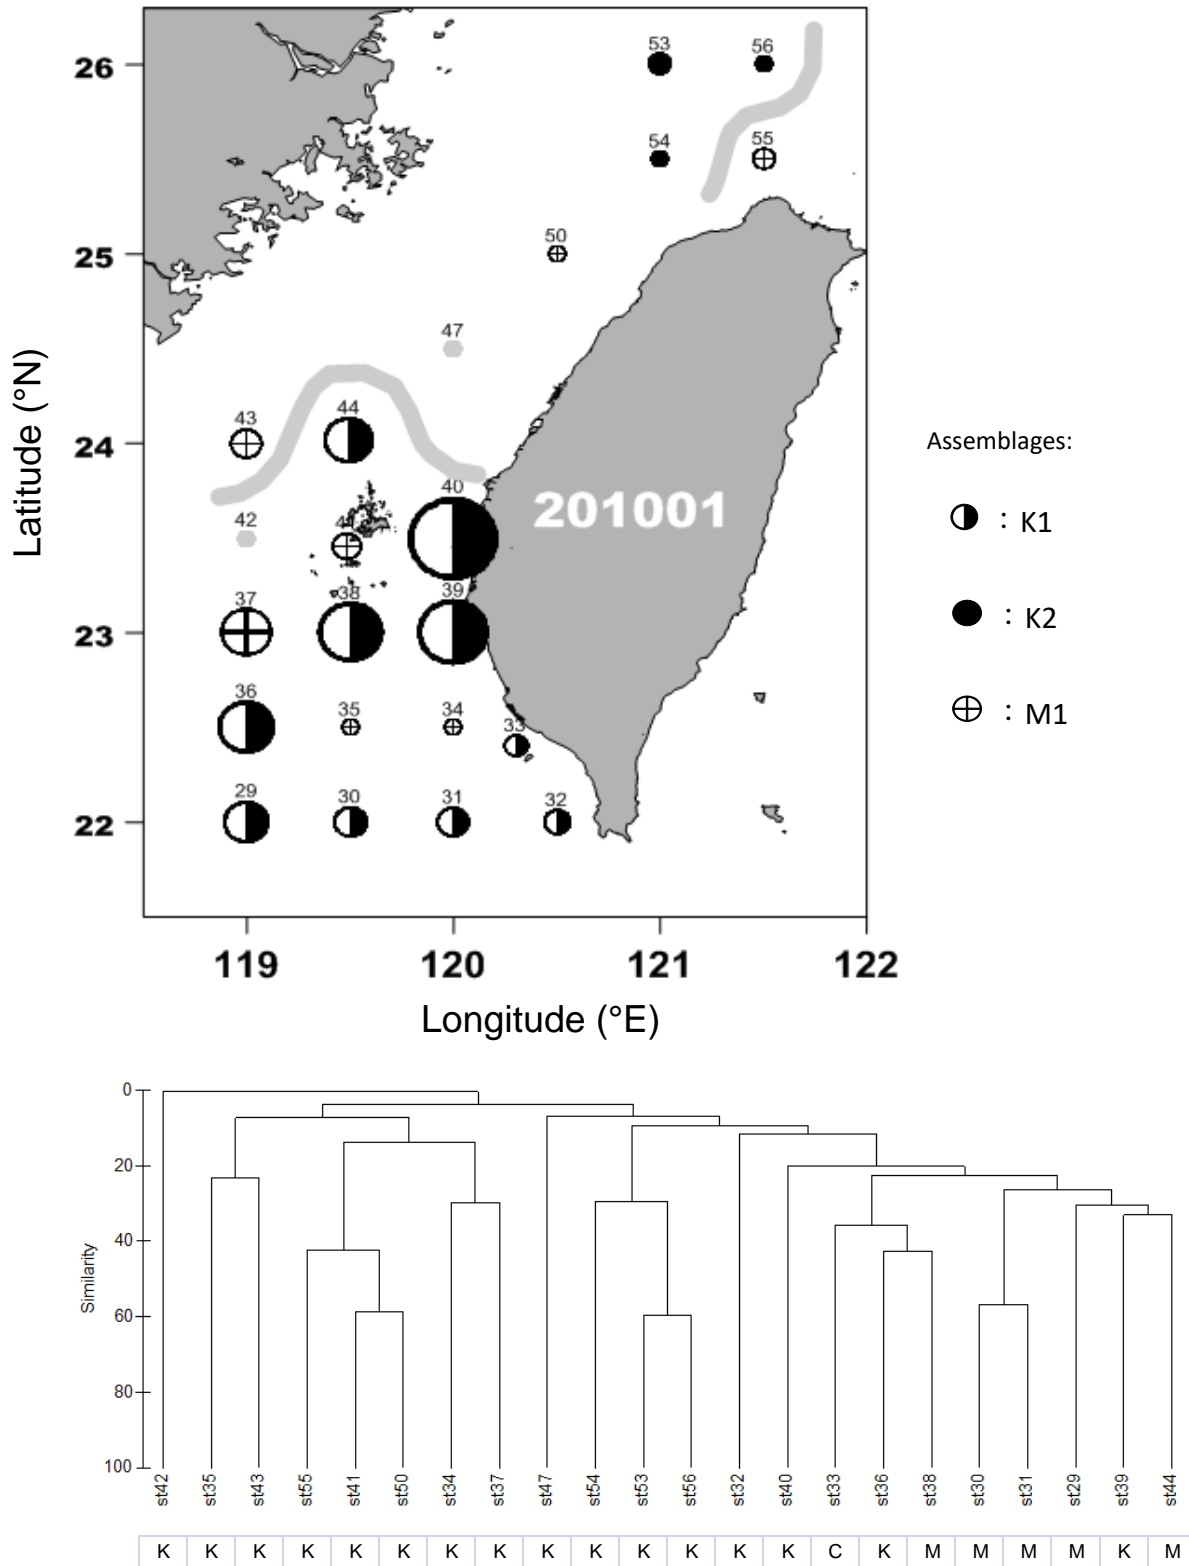 53 56
26
54 55
50
25
47
43 44
24
40
201001
42 41
37 38 39
23
36 35 34 33
29 30 31 32
22
119 120 121 122
Latitude (°N)
Longitude (°E)
Assemblages:
: K1
: K2
: M1
0
20
40
60
80
100
Similarity
st42 st35 st43 st55 st41 st50 st34 st37 st47 st54 st53 st56 st32 st40 st33 st36 st38 st30 st31 st29 st39 st44
K K K K K K K K K K K K K K C K M M M M K M